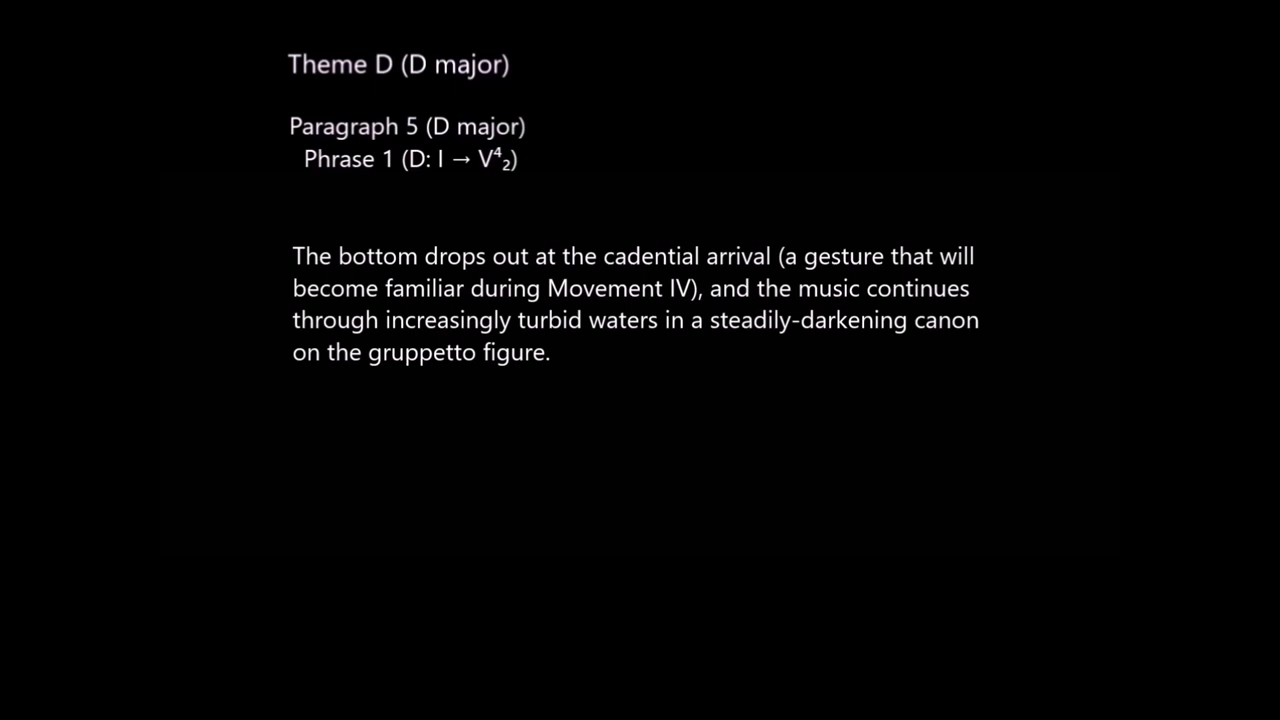 Theme D (D major)
Paragraph 5 (D major)
Phrase 1 (D: I → V⁴₂)
The bottom drops out at the cadential arrival (a gesture that will
become familiar during Movement IV), and the music continues
through increasingly turbid waters in a steadily-darkening canon
on the gruppetto figure.